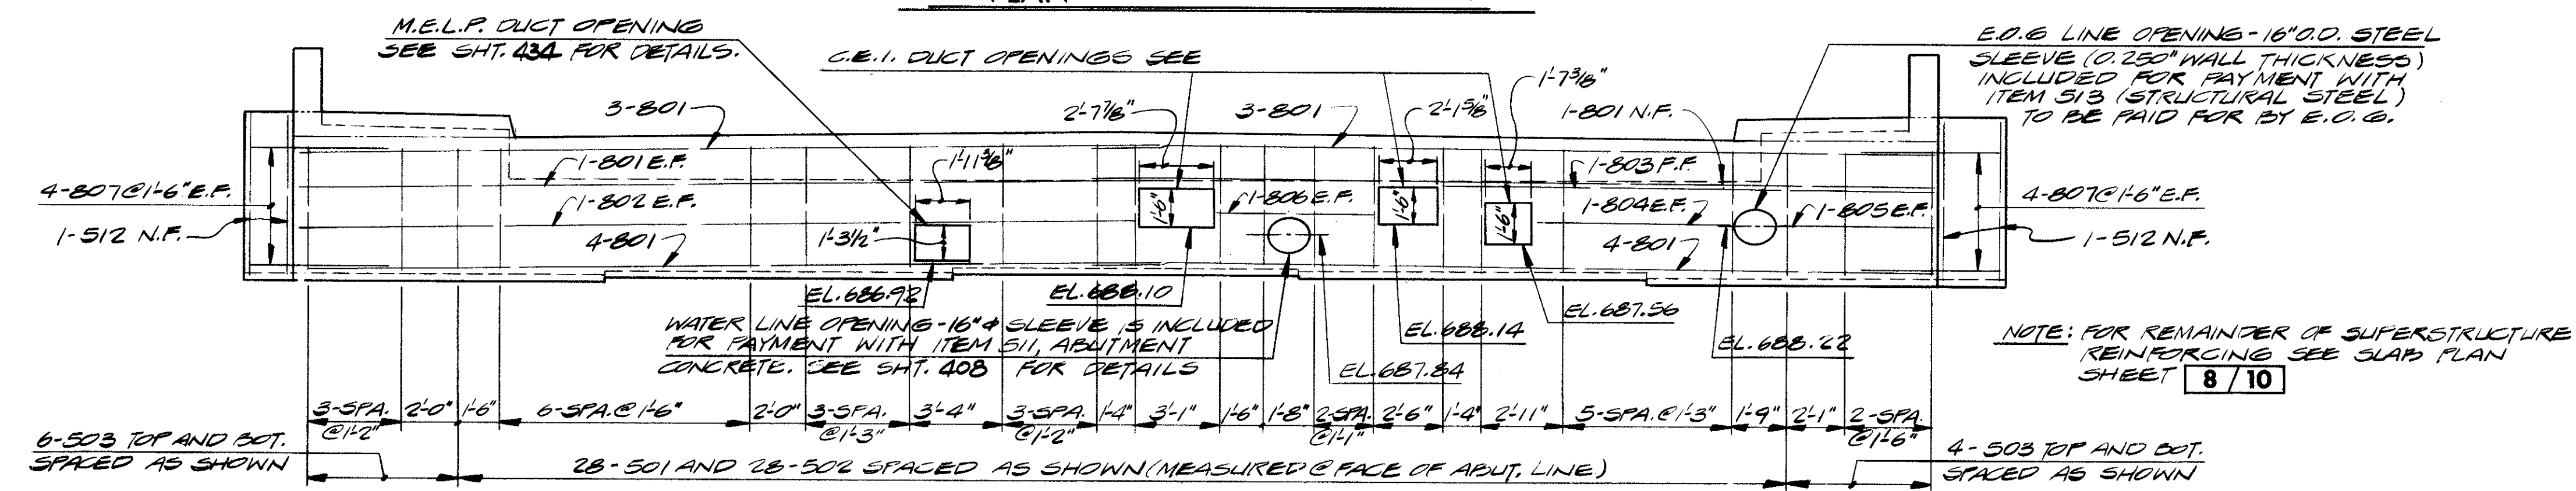 M.E.L.P. DUCT OPENING
SEE SHT. 434 FOR DETAILS.
C.E.I. DUCT OPENINGS SEE
E.O.G LINE OPENING-16"O.D. STEEL
SLEEVE (0.250" WALL THICKNESS)
INCLUDED FOR PAYMENT WITH
ITEM 513 (STRUCTURAL STEEL)
TO BE PAID FOR BY E.O.G.
1'-7 3/8"
3-801
2'-7 7/8"
3-801
2'-1 5/8"
1-801 N.F.
1-801 E.F.
1'-11 3/8"
1-803 F.F.
4-807@1'-6" E.F.
1-802 E.F.
1'-6"
1-806 E.F.
1'-6"
1'-6"
1-804 E.F.
1-805 E.F.
4-807@1'-6" E.F.
1-512 N.F.
4-801
1'-3 1/2"
4-801
1-512 N.F.
EL.686.92
EL.688.10
EL.687.56
WATER LINE OPENING-16"φ SLEEVE IS INCLUDED
FOR PAYMENT WITH ITEM 511, ABUTMENT
CONCRETE. SEE SHT. 408 FOR DETAILS
EL.688.14
EL.688.22
EL.687.84
NOTE: FOR REMAINDER OF SUPERSTRUCTURE
REINFORCING SEE SLAB PLAN
SHEET 8 / 10
3-SPA. @1'-2"
2'-0"
1'-6"
6-SPA.@1'-6"
2'-0"
3-SPA. @1'-3"
3'-4"
3-SPA. @1'-2"
1'-4"
3'-1"
1'-6"
1'-8"
2-SPA. @1'-1"
2'-6"
1'-4"
2'-11"
5-SPA.@1'-3"
1'-9"
2'-1"
2-SPA. @1'-6"
6-503 TOP AND BOT.
SPACED AS SHOWN
28-501 AND 28-502 SPACED AS SHOWN (MEASURED @ FACE OF ABUT. LINE)
4-503 TOP AND BOT.
SPACED AS SHOWN